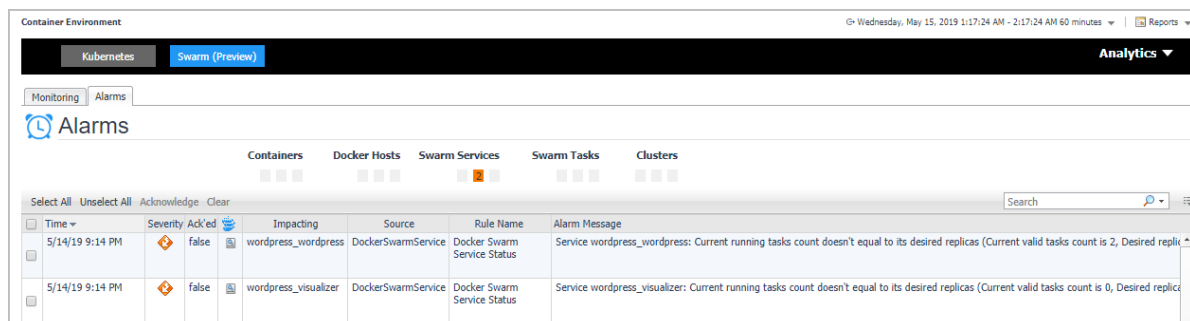 Container Environment
Wednesday, May 15, 2019 1:17:24 AM - 2:17:24 AM 60 minutes
Reports
Kubernetes
Swarm (Preview)
Analytics
Monitoring
Alarms
Alarms
Containers
Docker Hosts
Swarm Services
Swarm Tasks
Clusters
2
Select All Unselect All Acknowledge Clear
Search
Time Severity Ack'ed Impacting Source Rule Name Alarm Message
5/14/19 9:14 PM false wordpress_wordpress DockerSwarmService Docker Swarm Service wordpress_wordpress: Current running tasks count doesn't equal to its desired replicas (Current valid tasks count is 2, Desired replic
Service Status
5/14/19 9:14 PM false wordpress_visualizer DockerSwarmService Docker Swarm Service wordpress_visualizer: Current running tasks count doesn't equal to its desired replicas (Current valid tasks count is 0, Desired replica
Service Status